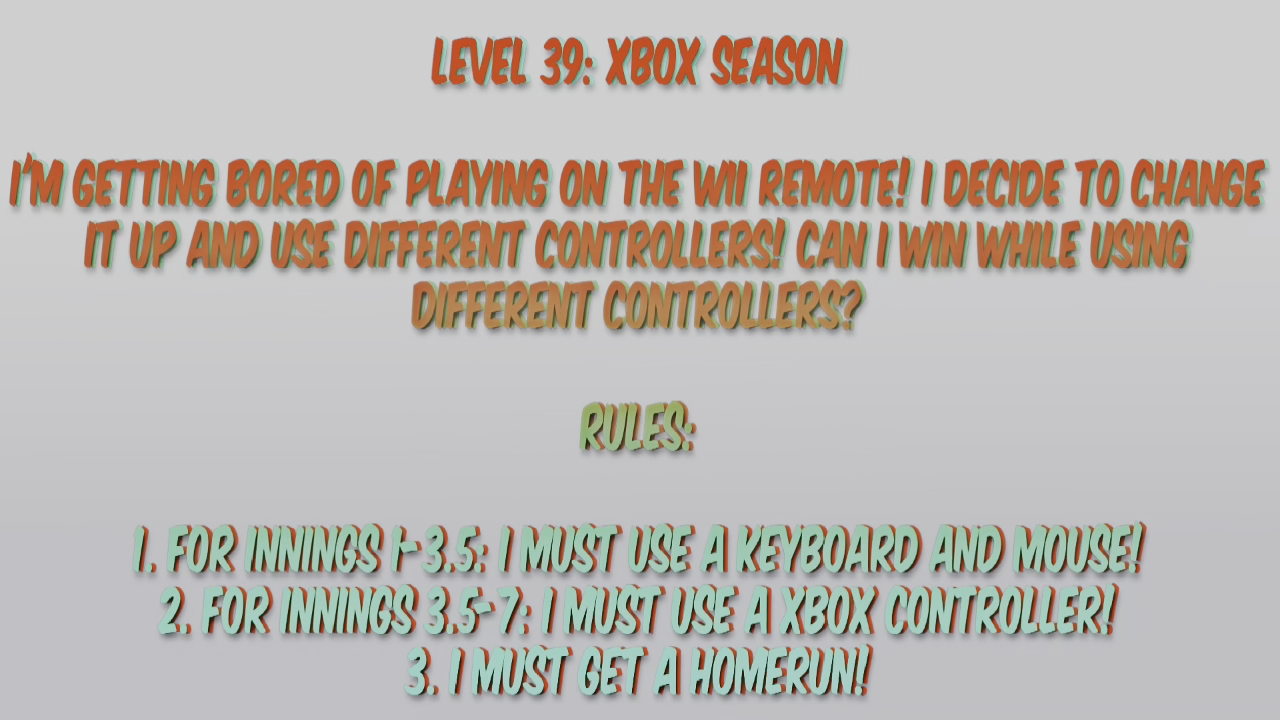 LEVEL 39: XBOX SEASON
I'M GETTING BORED OF PLAYING ON THE WII REMOTE! I DECIDE TO CHANGE
IT UP AND USE DIFFERENT CONTROLLERS! CAN I WIN WHILE USING
DIFFERENT CONTROLLERS?
RULES:
1. FOR INNINGS 1-3.5: I MUST USE A KEYBOARD AND MOUSE!
2. FOR INNINGS 3.5-7: I MUST USE A XBOX CONTROLLER!
3. I MUST GET A HOMERUN!